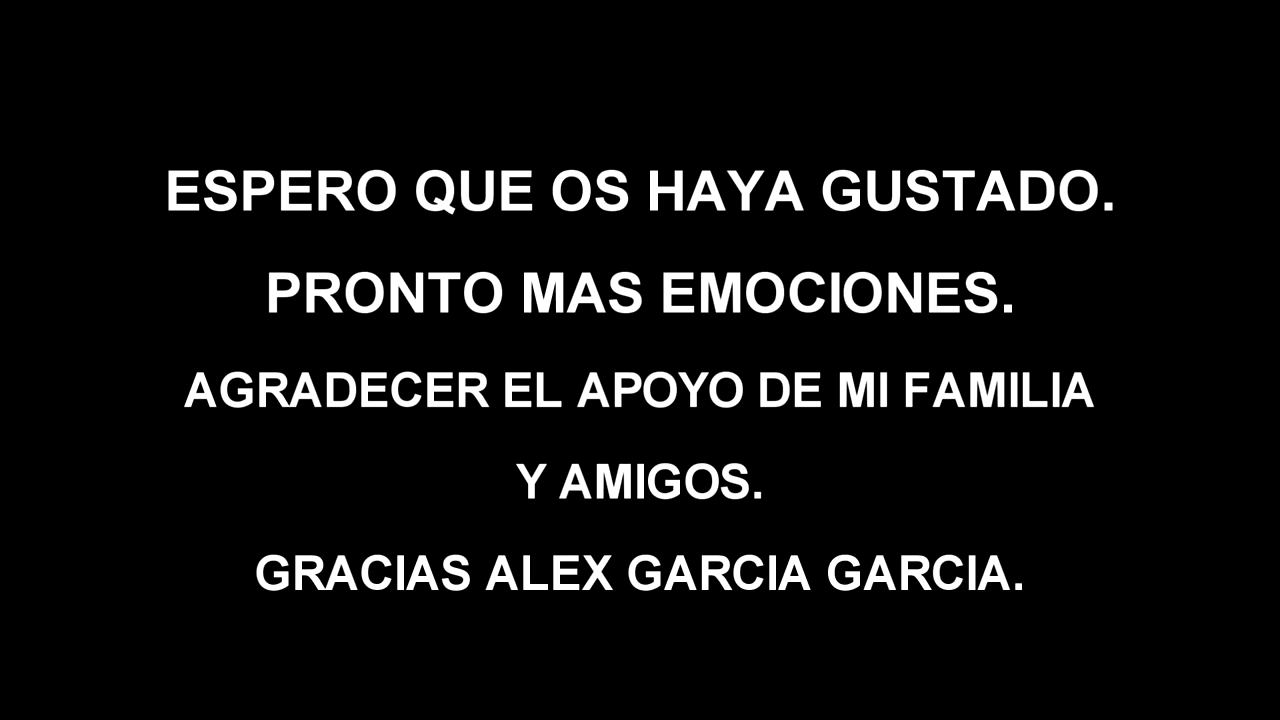 ESPERO QUE OS HAYA GUSTADO.
PRONTO MAS EMOCIONES.
AGRADECER EL APOYO DE MI FAMILIA
Y AMIGOS.
GRACIAS ALEX GARCIA GARCIA.